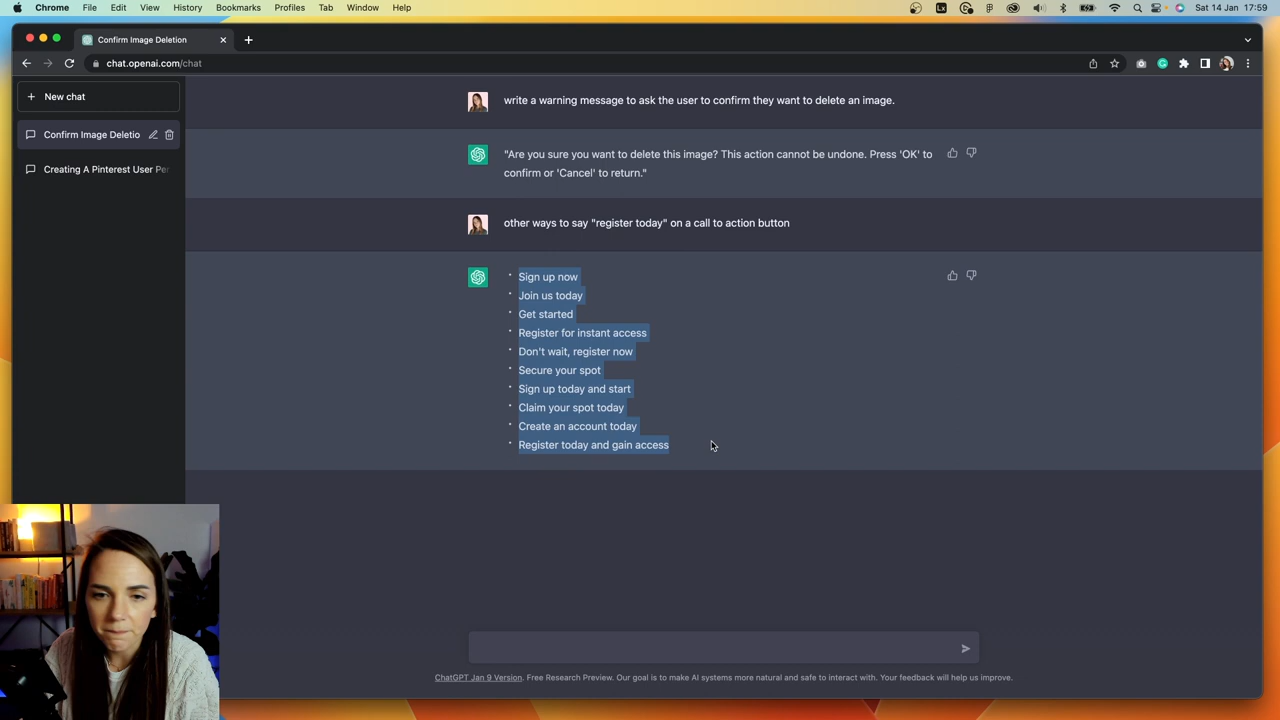 Chrome File Edit View History Bookmarks Profiles Tab Window Help Sat 14 Jan 17:59
Confirm Image Deletion
chat.openai.com/chat
New chat
Confirm Image Deletio
Creating A Pinterest User Per
write a warning message to ask the user to confirm they want to delete an image.
"Are you sure you want to delete this image? This action cannot be undone. Press 'OK' to
confirm or 'Cancel' to return."
other ways to say "register today" on a call to action button
Sign up now
Join us today
Get started
Register for instant access
Don't wait, register now
Secure your spot
Sign up today and start
Claim your spot today
Create an account today
Register today and gain access
ChatGPT Jan 9 Version. Free Research Preview. Our goal is to make AI systems more natural and safe to interact with. Your feedback will help us improve.